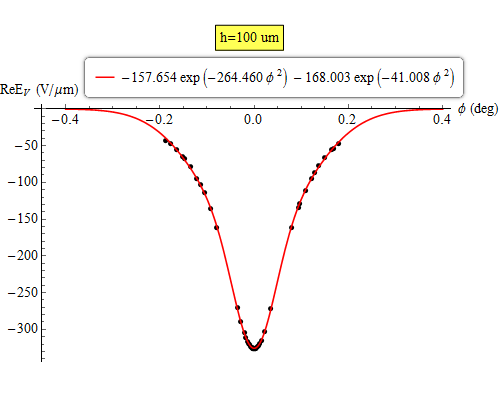 h=100 um
−157.654 exp(−264.460 ϕ²) − 168.003 exp(−41.008 ϕ²)
ReE_V (V/μm)
ϕ (deg)
−0.4 −0.2 0.0 0.2 0.4
−50
−100
−150
−200
−250
−300